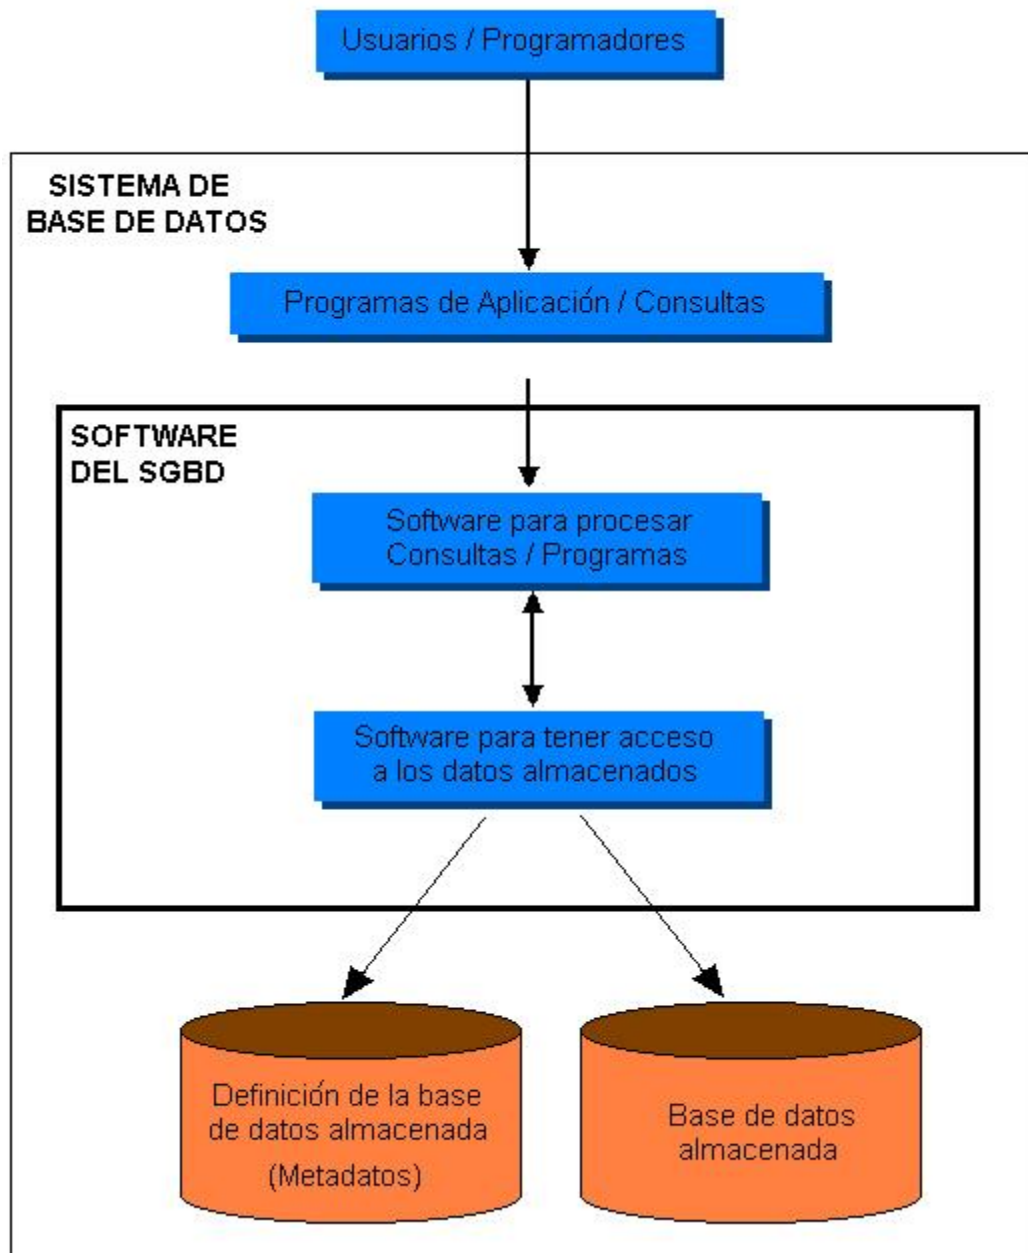 Usuarios / Programadores
SISTEMA DE
BASE DE DATOS
Programas de Aplicación / Consultas
SOFTWARE
DEL SGBD
Software para procesar
Consultas / Programas
Software para tener acceso
a los datos almacenados
Definición de la base
de datos almacenada
(Metadatos)
Base de datos
almacenada